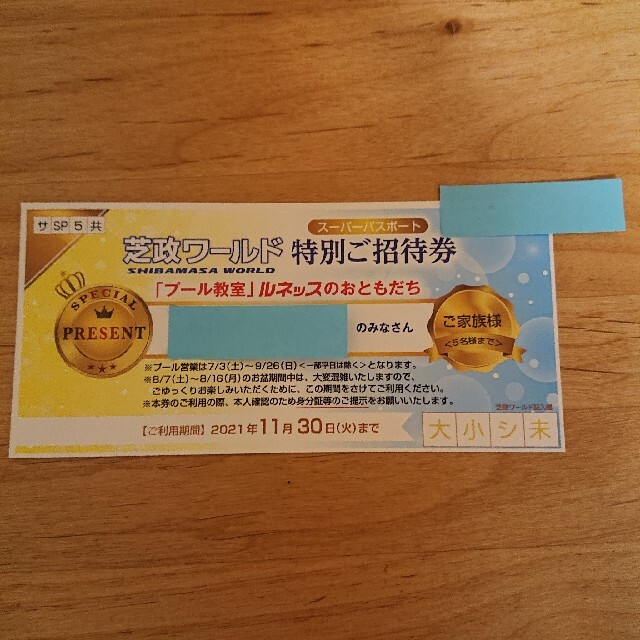 サ SP 5 共
スーパーパスポート
芝政ワールド 特別ご招待券
SHIBAMASA WORLD
「プール教室」ルネッスのおともだち
SPECIAL
PRESENT
のみなさん
ご家族様
<5名様まで>
※プール営業は7/3(土)～9/26(日)<一部平日は除く>となります。
※8/7(土)～8/16(月)のお盆期間中は、大変混雑いたしますので、
ごゆっくりお楽しみいただくために、この期間をさけてご利用ください。
※本券のご利用の際、本人確認のため身分証等のご提示をお願いいたします。
芝政ワールド記入欄
【ご利用期間】2021年11月30日(火)まで
大 小 シ 未